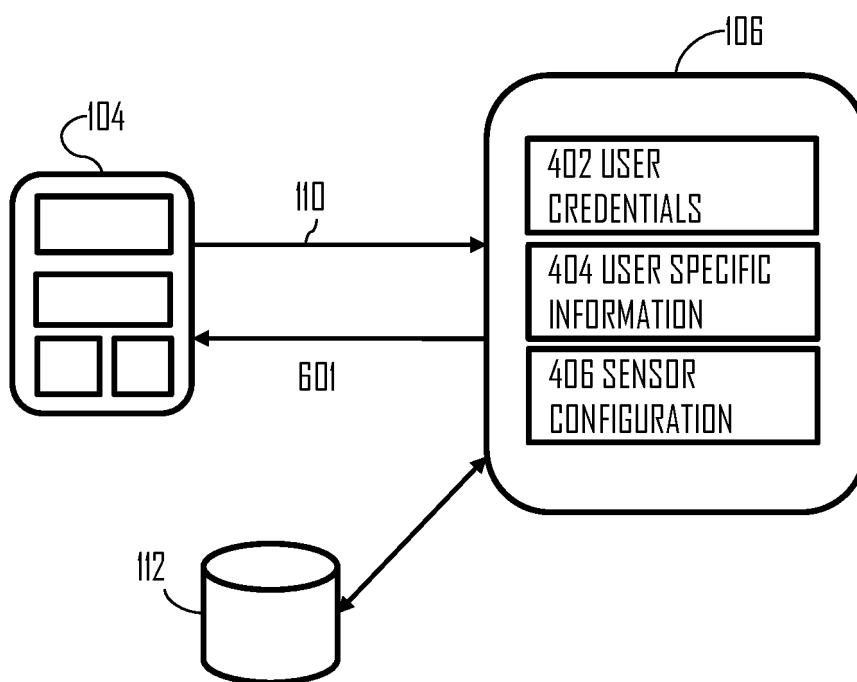 106
104
110
402 USER
CREDENTIALS
404 USER SPECIFIC
INFORMATION
406 SENSOR
CONFIGURATION
601
112